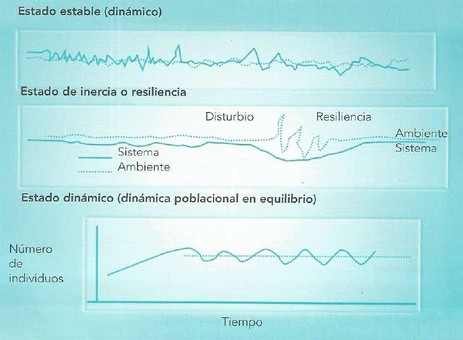 Estado estable (dinámico)
Estado de inercia o resiliencia
Disturbio
Resiliencia
Ambiente
Sistema
Sistema
Ambiente
Estado dinámico (dinámica poblacional en equilibrio)
Número
de
individuos
Tiempo